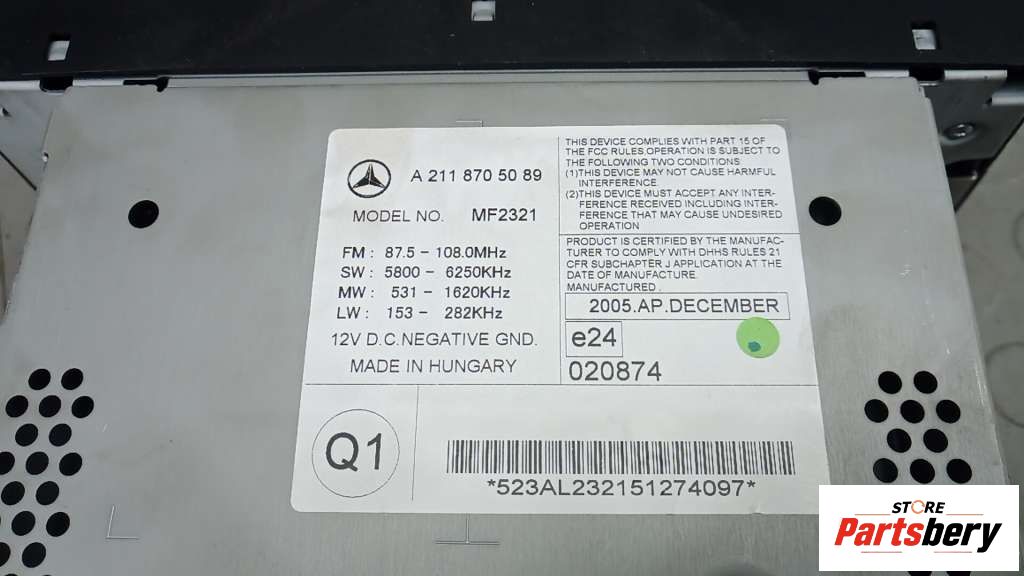 A 211 870 50 89
MODEL NO. MF2321
FM : 87.5 - 108.0MHz
SW : 5800 - 6250KHz
MW : 531 - 1620KHz
LW : 153 - 282KHz
12V D.C.NEGATIVE GND.
MADE IN HUNGARY
THIS DEVICE COMPLIES WITH PART 15 OF
THE FCC RULES OPERATION IS SUBJECT TO
THE FOLLOWING TWO CONDITIONS
(1)THIS DEVICE MAY NOT CAUSE HARMFUL
INTERFERENCE.
(2)THIS DEVICE MUST ACCEPT ANY INTER-
FERENCE RECEIVED INCLUDING INTER-
FERENCE THAT MAY CAUSE UNDESIRED
OPERATION
PRODUCT IS CERTIFIED BY THE MANUFAC-
TURER TO COMPLY WITH DHHS RULES 21
CFR SUBCHAPTER J APPLICATION AT THE
DATE OF MANUFACTURE.
MANUFACTURED .
2005.AP.DECEMBER
e24
020874
Q1
*523AL232151274097*
STORE
Partsbery